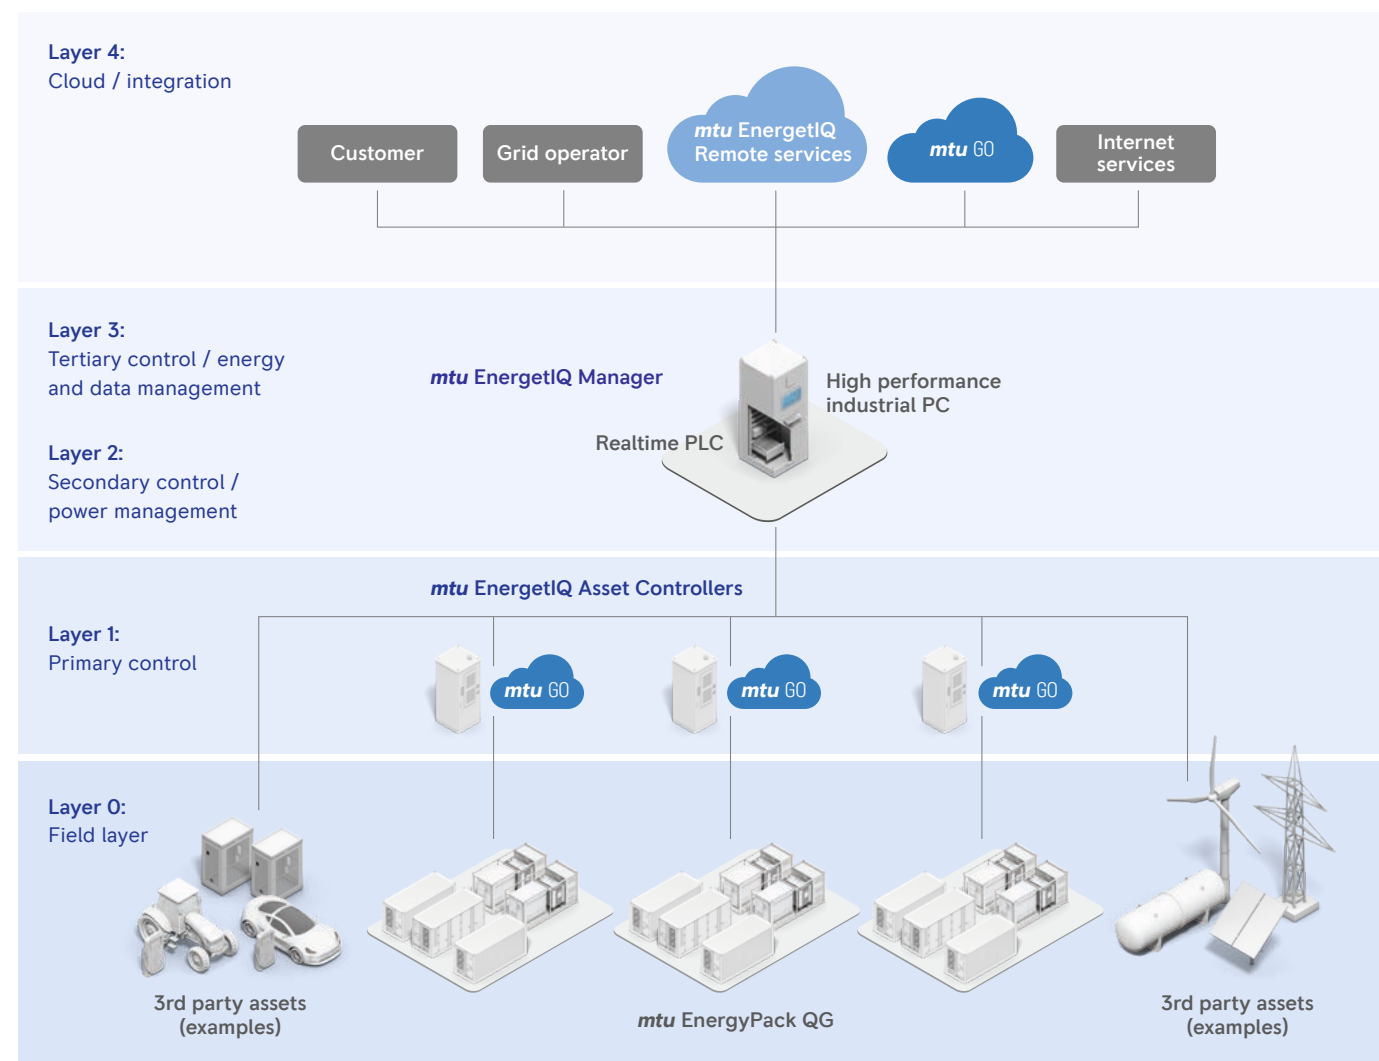 Layer 4:
Cloud / integration
Customer
Grid operator
mtu EnergetIQ
Remote services
mtu GO
Internet
services
Layer 3:
Tertiary control / energy
and data management
mtu EnergetIQ Manager
High performance
industrial PC
Realtime PLC
Layer 2:
Secondary control /
power management
mtu EnergetIQ Asset Controllers
Layer 1:
Primary control
mtu GO
mtu GO
mtu GO
Layer 0:
Field layer
3rd party assets
(examples)
mtu EnergyPack QG
3rd party assets
(examples)